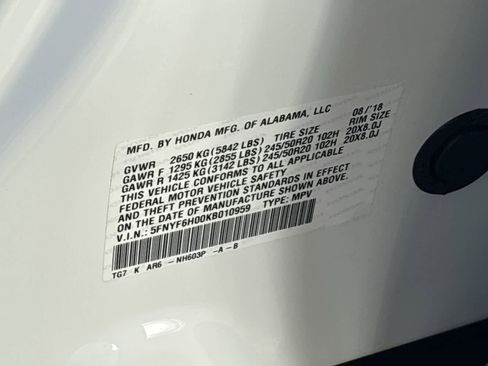 MFD. BY HONDA MFG. OF ALABAMA, LLC 08/'18
GVWR 2650 KG (5842 LBS) TIRE SIZE RIM SIZE
GAWR F 1295 KG (2855 LBS) 245/50R20 102H 20X8.0J
GAWR R 1425 KG (3142 LBS) 245/50R20 102H 20X8.0J
THIS VEHICLE CONFORMS TO ALL APPLICABLE
FEDERAL MOTOR VEHICLE SAFETY
AND THEFT PREVENTION STANDARDS IN EFFECT
ON THE DATE OF MANUFACTURE SHOWN ABOVE.
V.I.N.: 5FNYF6H00KB010959 TYPE: MPV
TG7 K AR6 -NH603P -A-B